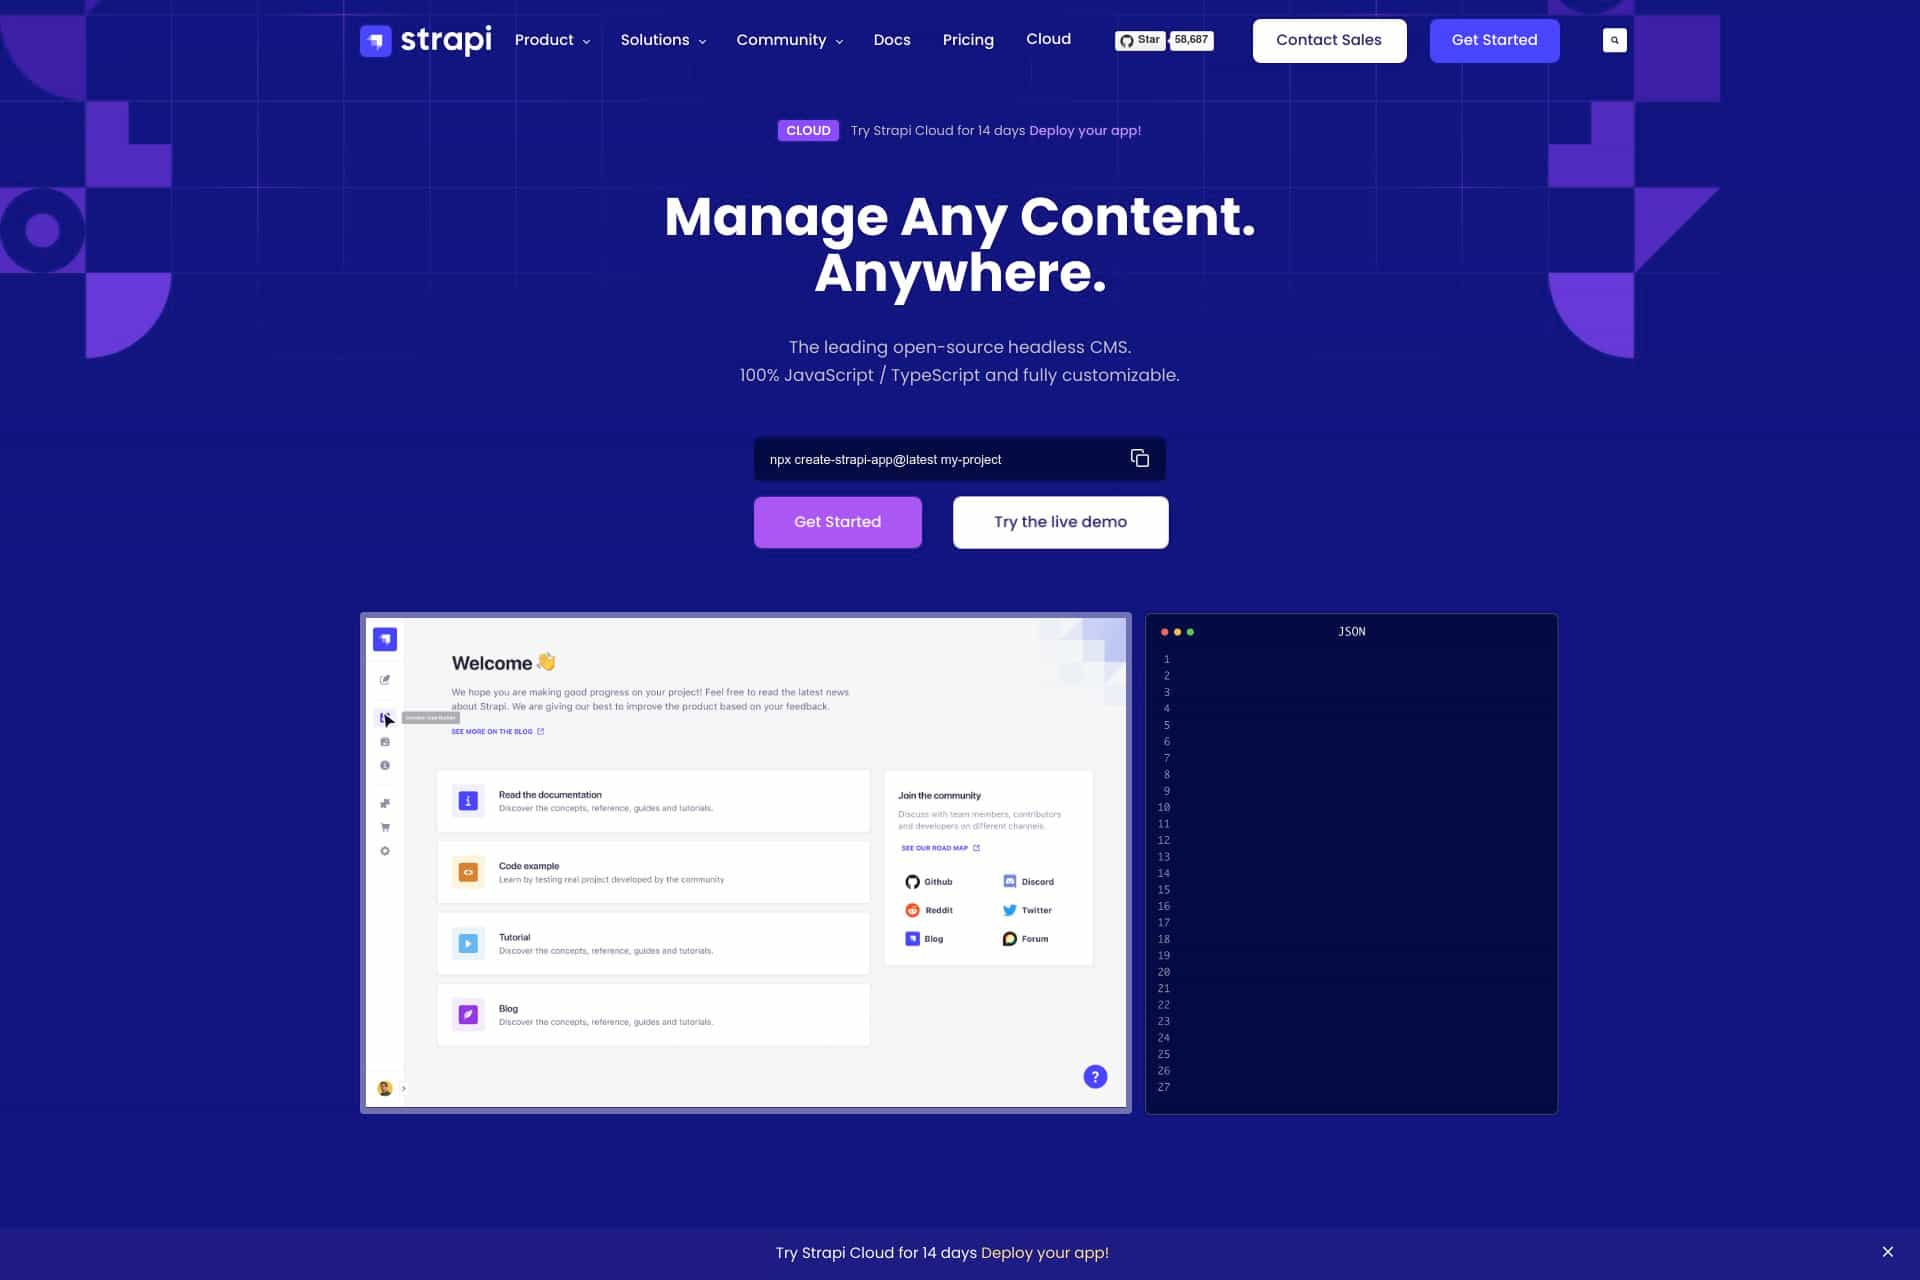 strapi
Product
Solutions
Community
Docs
Pricing
Cloud
Star
58,687
Contact Sales
Get Started
CLOUD Try Strapi Cloud for 14 days Deploy your app!
Manage Any Content.
Anywhere.
The leading open-source headless CMS.
100% JavaScript / TypeScript and fully customizable.
npx create-strapi-app@latest my-project
Get Started
Try the live demo
Welcome 👋
We hope you are making good progress on your project! Feel free to read the latest news
about Strapi. We are giving our best to improve the product based on your feedback.
SEE MORE ON THE BLOG
Read the documentation
Discover the concepts, reference, guides and tutorials.
Code example
Learn by testing real project developed by the community
Tutorial
Discover the concepts, reference, guides and tutorials.
Blog
Discover the concepts, reference, guides and tutorials.
Join the community
Discuss with team members, contributors
and developers on different channels.
SEE OUR ROAD MAP
Github
Discord
Reddit
Twitter
Blog
Forum
?
JSON
1
2
3
4
5
6
7
8
9
10
11
12
13
14
15
16
17
18
19
20
21
22
23
24
25
26
27
Try Strapi Cloud for 14 days Deploy your app!